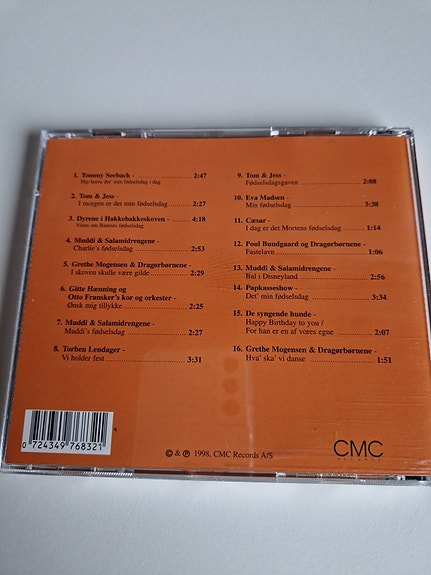 1. Tommy Seebach -
Hip hurra det' min fødselsdag i dag 2:47
2. Tom & Jess -
I morgen er det min fødselsdag 2:27
3. Dyrene i Hakkebakkeskoven - 4:18
Visen om Bamses fødselsdag
4. Muddi & Salamidrengene -
Charlie's fødselsdag 2:53
5. Grethe Mogensen & Dragørbørnene -
I skoven skulle være gilde 2:29
6. Gitte Hænning og
Otto Fransker's kor og orkester -
Ønsk mig tillykke 2:25
7. Muddi & Salamidrengene -
Muddi's fødselsdag 2:27
8. Torben Lendager -
Vi holder fest 3:31
9. Tom & Jess -
Fødselsdagsgaven 2:08
10. Eva Madsen -
Min fødselsdag 3:38
11. Cæsar -
I dag er det Mortens fødselsdag 1:14
12. Poul Bundgaard og Dragørbørnene -
Fastelavn 1:06
13. Muddi & Salamidrengene -
Bal i Disneyland 2:56
14. Papkasseshow -
Det' min fødselsdag 3:34
15. De syngende hunde -
Happy Birthday to you /
For han er en af vores egne 2:07
16. Grethe Mogensen & Dragørbørnene -
Hva' ska' vi danse 1:51
0 724349 768321
© & ℗ 1998, CMC Records A/S
CMC
RECORDS